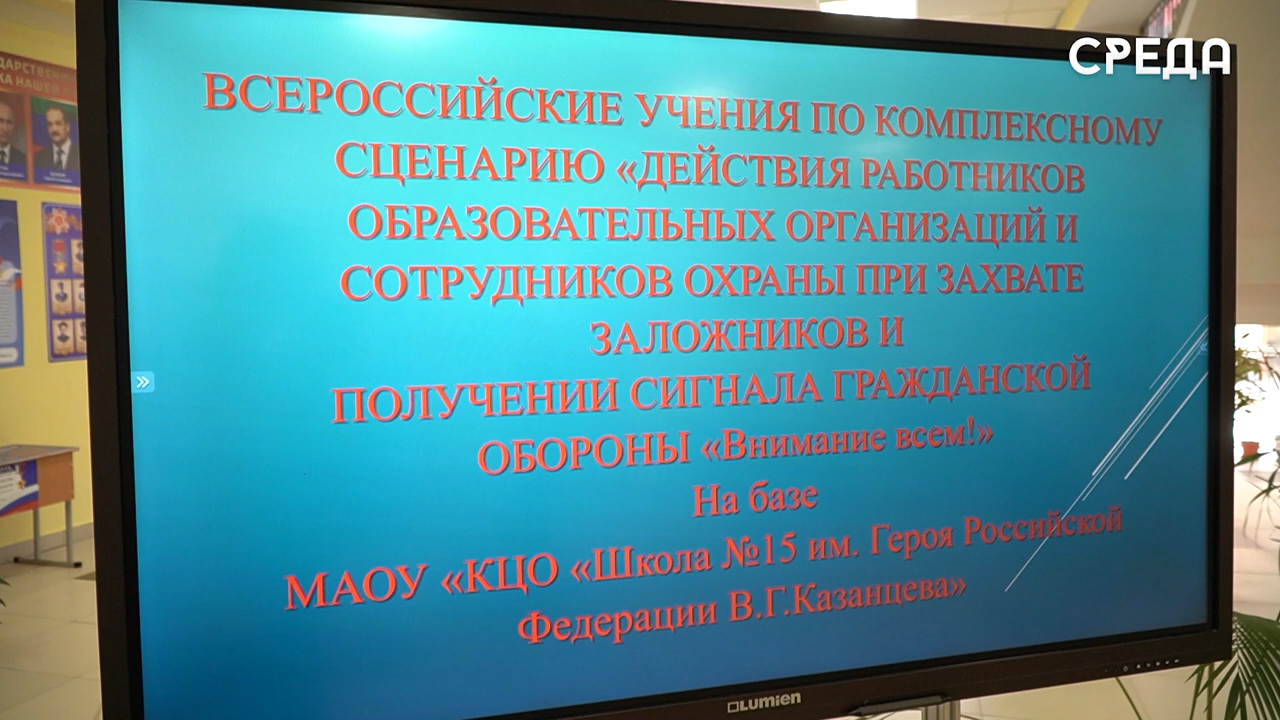 СРЕДА
ВСЕРОССИЙСКИЕ УЧЕНИЯ ПО КОМПЛЕКСНОМУ
СЦЕНАРИЮ «ДЕЙСТВИЯ РАБОТНИКОВ
ОБРАЗОВАТЕЛЬНЫХ ОРГАНИЗАЦИЙ И
СОТРУДНИКОВ ОХРАНЫ ПРИ ЗАХВАТЕ
ЗАЛОЖНИКОВ И
ПОЛУЧЕНИИ СИГНАЛА ГРАЖДАНСКОЙ
ОБОРОНЫ «Внимание всем!»
На базе
МАОУ «КЦО «Школа №15 им. Героя Российской
Федерации В.Г.Казанцева»
Lumien